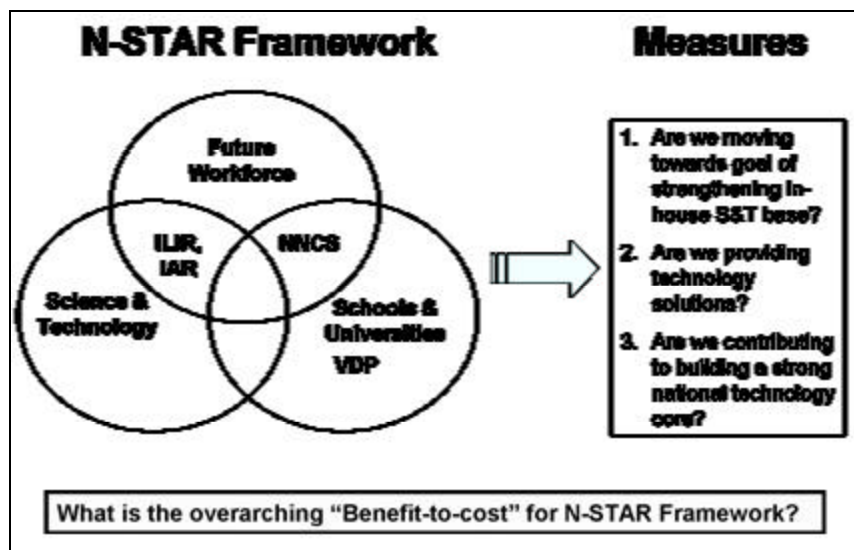 N-STAR Framework
Measures
Future
Workforce
ILIR,
IAR
NNCS
Science &
Technology
Schools &
Universities
VDP
1. Are we moving
towards goal of
strengthening in-
house S&T base?
2. Are we providing
technology
solutions?
3. Are we contributing
to building a strong
national technology
core?
What is the overarching “Benefit-to-cost” for N-STAR Framework?